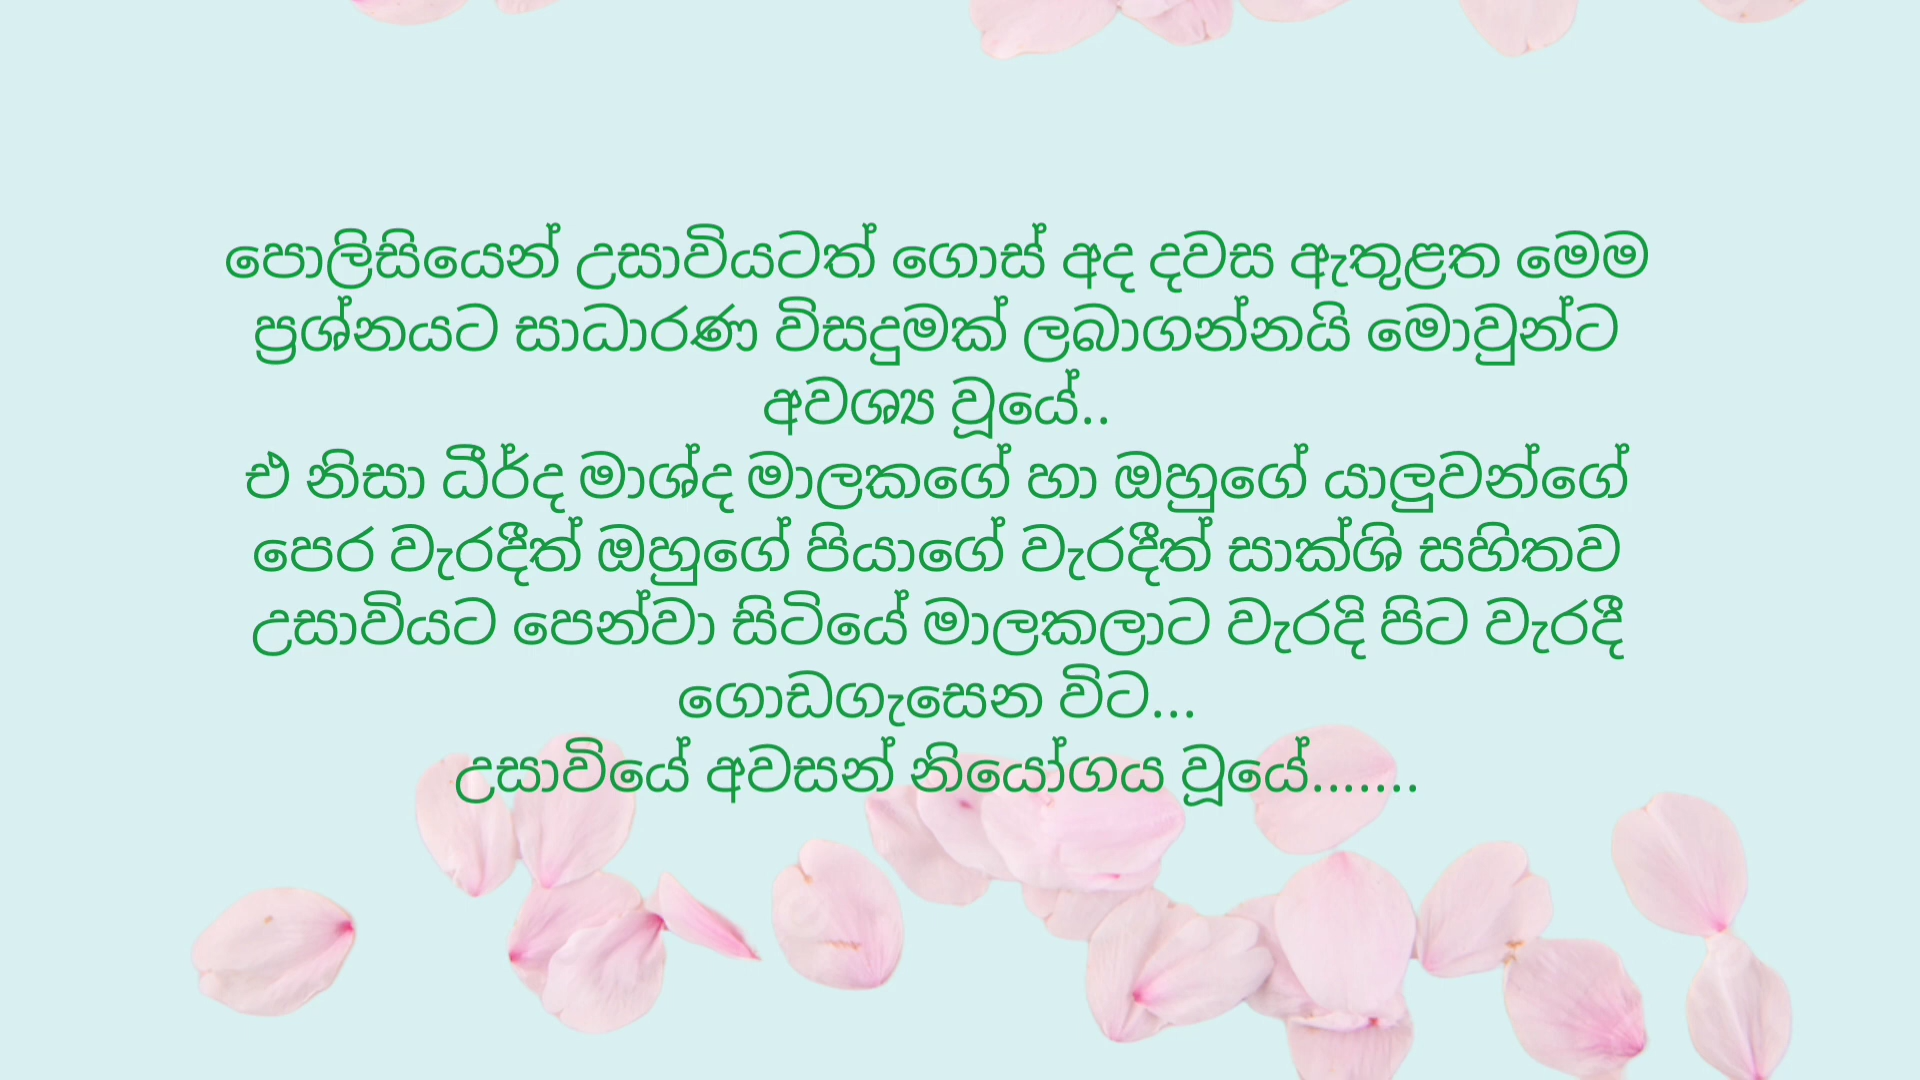 පොලිසියෙන් උසාවියටත් ගොස් අද දවස ඇතුළත මෙම
ප්‍රශ්නයට සාධාරණ විසදුමක් ලබාගන්නයි මොවුන්ට
අවශ්‍ය වූයේ..
එ නිසා ධීර්ද මාශ්ද මාලකගේ හා ඔහුගේ යාලුවන්ගේ
පෙර වැරදීත් ඔහුගේ පියාගේ වැරදීත් සාක්ශි සහිතව
උසාවියට පෙන්වා සිටියේ මාලකලාට වැරදි පිට වැරදී
ගොඩගැසෙන විට...
උසාවියේ අවසන් නියෝගය වූයේ.......